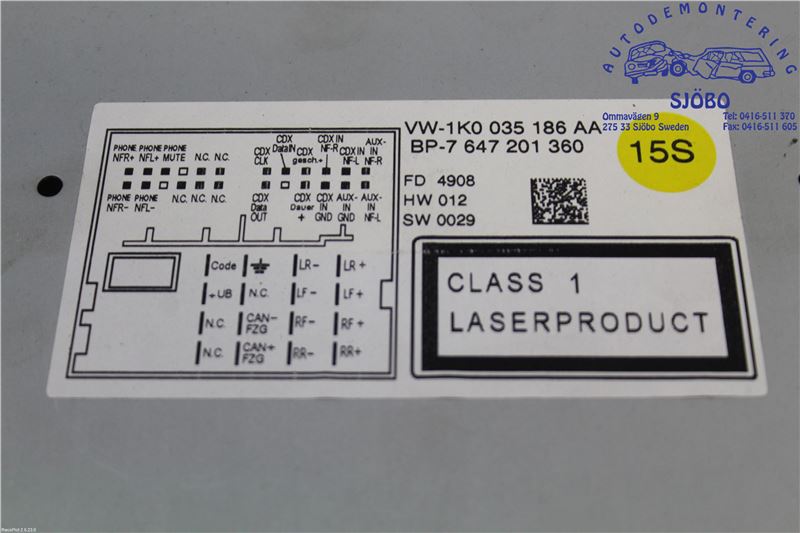 AUTODEMONTERING
SJÖBO
Ommavägen 9
275 33 Sjöbo Sweden
Tel: 0416-511 370
Fax: 0416-511 605
VW-1K0 035 186 AA
BP-7 647 201 360
15S
FD 4908
HW 012
SW 0029
CLASS 1
LASERPRODUCT
PHONE PHONE PHONE
NFR+ NFL+ MUTE N.C. N.C.
PHONE PHONE
NFR- NFL- N.C. N.C. N.C.
CDX CLK
CDX Data IN
CDX gesch.+
CDX IN NF-R
CDX IN NF-L
AUX-IN NF-R
CDX Data OUT
CDX Dauer +
CDX IN GND
AUX-IN GND
AUX-IN NF-L
Code LR- LR+
+UB N.C. LF- LF+
N.C. CAN- FZG RF- RF+
N.C. CAN+ FZG RR- RR+